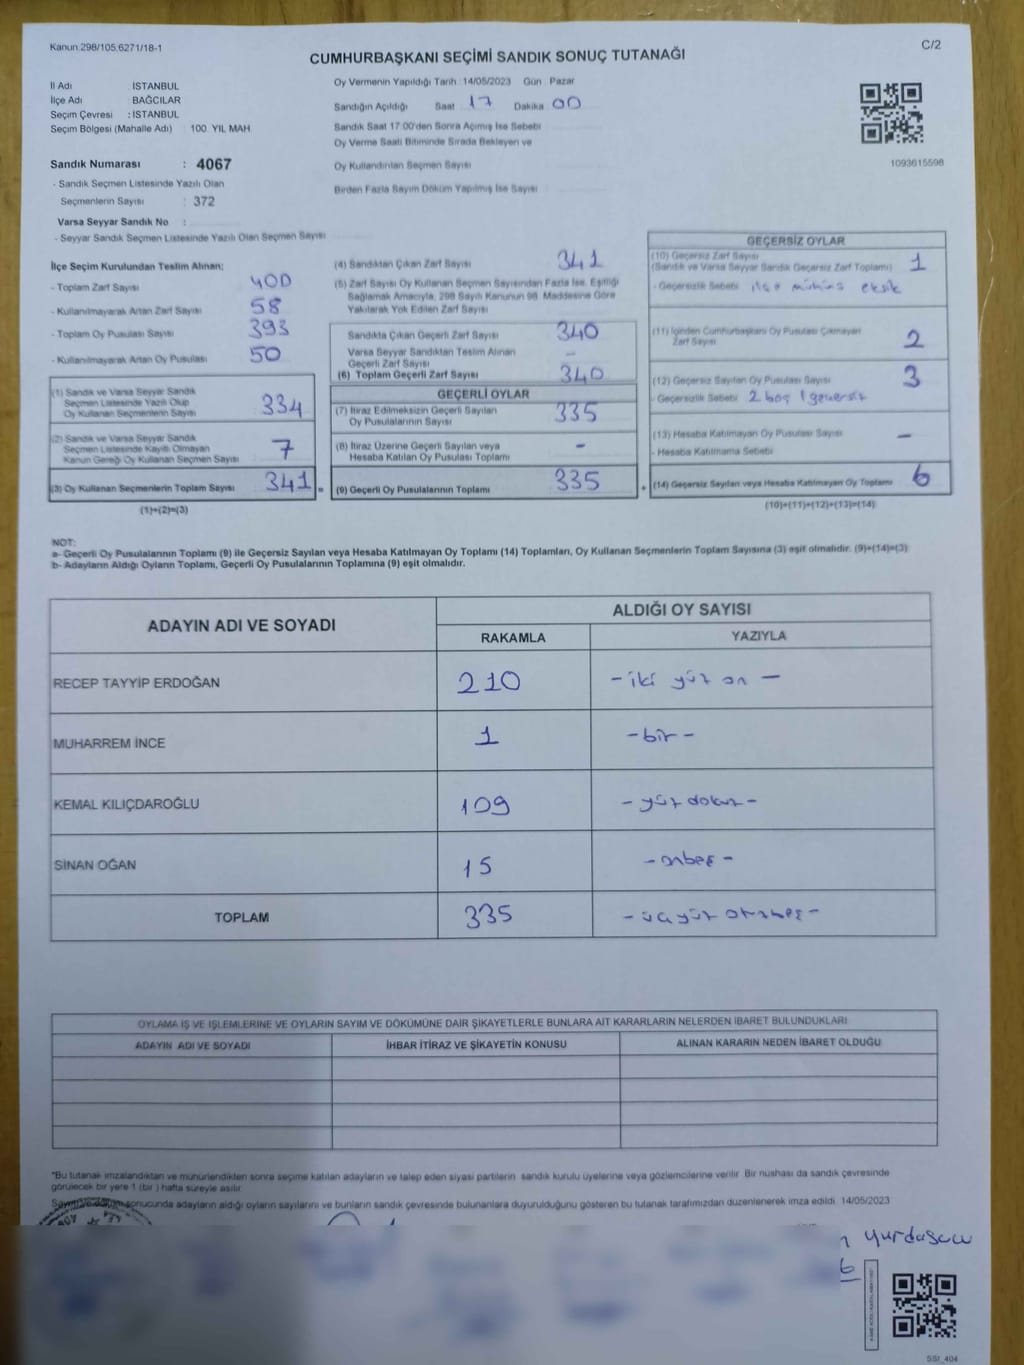 Kanun 298/105,6271/18-1
C/2
CUMHURBAŞKANI SEÇİMİ SANDIK SONUÇ TUTANAĞI
İl Adı : İSTANBUL
İlçe Adı BAĞCILAR
Seçim Çevresi : İSTANBUL
Seçim Bölgesi (Mahalle Adı) : 100. YIL MAH
Oy Vermenin Yapıldığı Tarih : 14/05/2023 Gün : Pazar
Sandığın Açıldığı Saat 17 Dakika 00
Sandık Saat 17:00'den Sonra Açımış İse Sebebi
Oy Verme Saati Bitiminde Sırada Bekleyen ve
Oy Kullandırılan Seçmen Sayısı
Birden Fazla Sayım Döküm Yapılmış İse Sayısı
1093615598
Sandık Numarası : 4067
- Sandık Seçmen Listesinde Yazılı Olan
Seçmenlerin Sayısı : 372
Varsa Seyyar Sandık No :
- Seyyar Sandık Seçmen Listesinde Yazılı Olan Seçmen Sayısı
İlçe Seçim Kurulundan Teslim Alınan;
- Toplam Zarf Sayısı 400
- Kullanılmayarak Artan Zarf Sayısı 58
- Toplam Oy Pusulası Sayısı 393
- Kullanılmayarak Artan Oy Pusulası 50
(1) Sandık ve Varsa Seyyar Sandık
Seçmen Listesinde Yazılı Olup
Oy Kullanan Seçmenlerin Sayısı 334
(2) Sandık ve Varsa Seyyar Sandık
Seçmen Listesinde Kayıtlı Olmayan
Kanun Gereği Oy Kullanan Seçmen Sayısı 7
(3) Oy Kullanan Seçmenlerin Toplam Sayısı 341 =
(1)+(2)=(3)
(4) Sandıktan Çıkan Zarf Sayısı 341
(5) Zarf Sayısı Oy Kullanan Seçmen Sayısından Fazla İse, Eşitliği
Sağlamak Amacıyla, 298 Sayılı Kanunun 98. Maddesine Göre
Yakılarak Yok Edilen Zarf Sayısı
Sandıkta Çıkan Geçerli Zarf Sayısı 340
Varsa Seyyar Sandıktan Teslim Alınan
Geçerli Zarf Sayısı -
(6) Toplam Geçerli Zarf Sayısı 340
GEÇERLİ OYLAR
(7) İtiraz Edilmeksizin Geçerli Sayılan
Oy Pusulalarının Sayısı 335
(8) İtiraz Üzerine Geçerli Sayılan veya
Hesaba Katılan Oy Pusulası Toplamı -
(9) Geçerli Oy Pusulalarının Toplamı 335 +
GEÇERSİZ OYLAR
(10) Geçersiz Zarf Sayısı
(Sandık ve Varsa Seyyar Sandık Geçersiz Zarf Toplamı) 1
- Geçersizlik Sebebi ilçe mührü eksik
(11) İçinden Cumhurbaşkanı Oy Pusulası Çıkmayan
Zarf Sayısı 2
(12) Geçersiz Sayılan Oy Pusulası Sayısı 3
- Geçersizlik Sebebi 2 boş 1 geçersiz
(13) Hesaba Katılmayan Oy Pusulası Sayısı -
- Hesaba Katılmama Sebebi
(14) Geçersiz Sayılan veya Hesaba Katılmayan Oy Toplamı 6
(10)+(11)+(12)+(13)=(14)
NOT:
a- Geçerli Oy Pusulalarının Toplamı (9) ile Geçersiz Sayılan veya Hesaba Katılmayan Oy Toplamı (14) Toplamları, Oy Kullanan Seçmenlerin Toplam Sayısına (3) eşit olmalıdır. (9)+(14)=(3)
b- Adayların Aldığı Oyların Toplamı, Geçerli Oy Pusulalarının Toplamına (9) eşit olmalıdır.
ADAYIN ADI VE SOYADI
ALDIĞI OY SAYISI
RAKAMLA YAZIYLA
RECEP TAYYİP ERDOĞAN 210 - iki yüz on -
MUHARREM İNCE 1 - bir -
KEMAL KILIÇDAROĞLU 109 - yüz dokuz -
SİNAN OĞAN 15 - onbeş -
TOPLAM 335 - üçyüz otuzbeş -
OYLAMA İŞ VE İŞLEMLERİNE VE OYLARIN SAYIM VE DÖKÜMÜNE DAİR ŞİKAYETLERLE BUNLARA AİT KARARLARIN NELERDEN İBARET BULUNDUKLARI
ADAYIN ADI VE SOYADI İHBAR İTİRAZ VE ŞİKAYETİN KONUSU ALINAN KARARIN NEDEN İBARET OLDUĞU
"Bu tutanak imzalandıktan ve mühürlendikten sonra seçime katılan adayların ve talep eden siyasi partilerin sandık kurulu üyelerine veya gözlemcilerine verilir. Bir nüshası da sandık çevresinde
görülecek bir yere 1 (bir) hafta süreyle asılır.
Sayım ve döküm sonucunda adayların aldığı oyların sayılarını ve bunların sandık çevresinde bulunanlara duyurulduğunu gösteren bu tutanak tarafımızdan düzenlenerek imza edildi. 14/05/2023
SSI_404